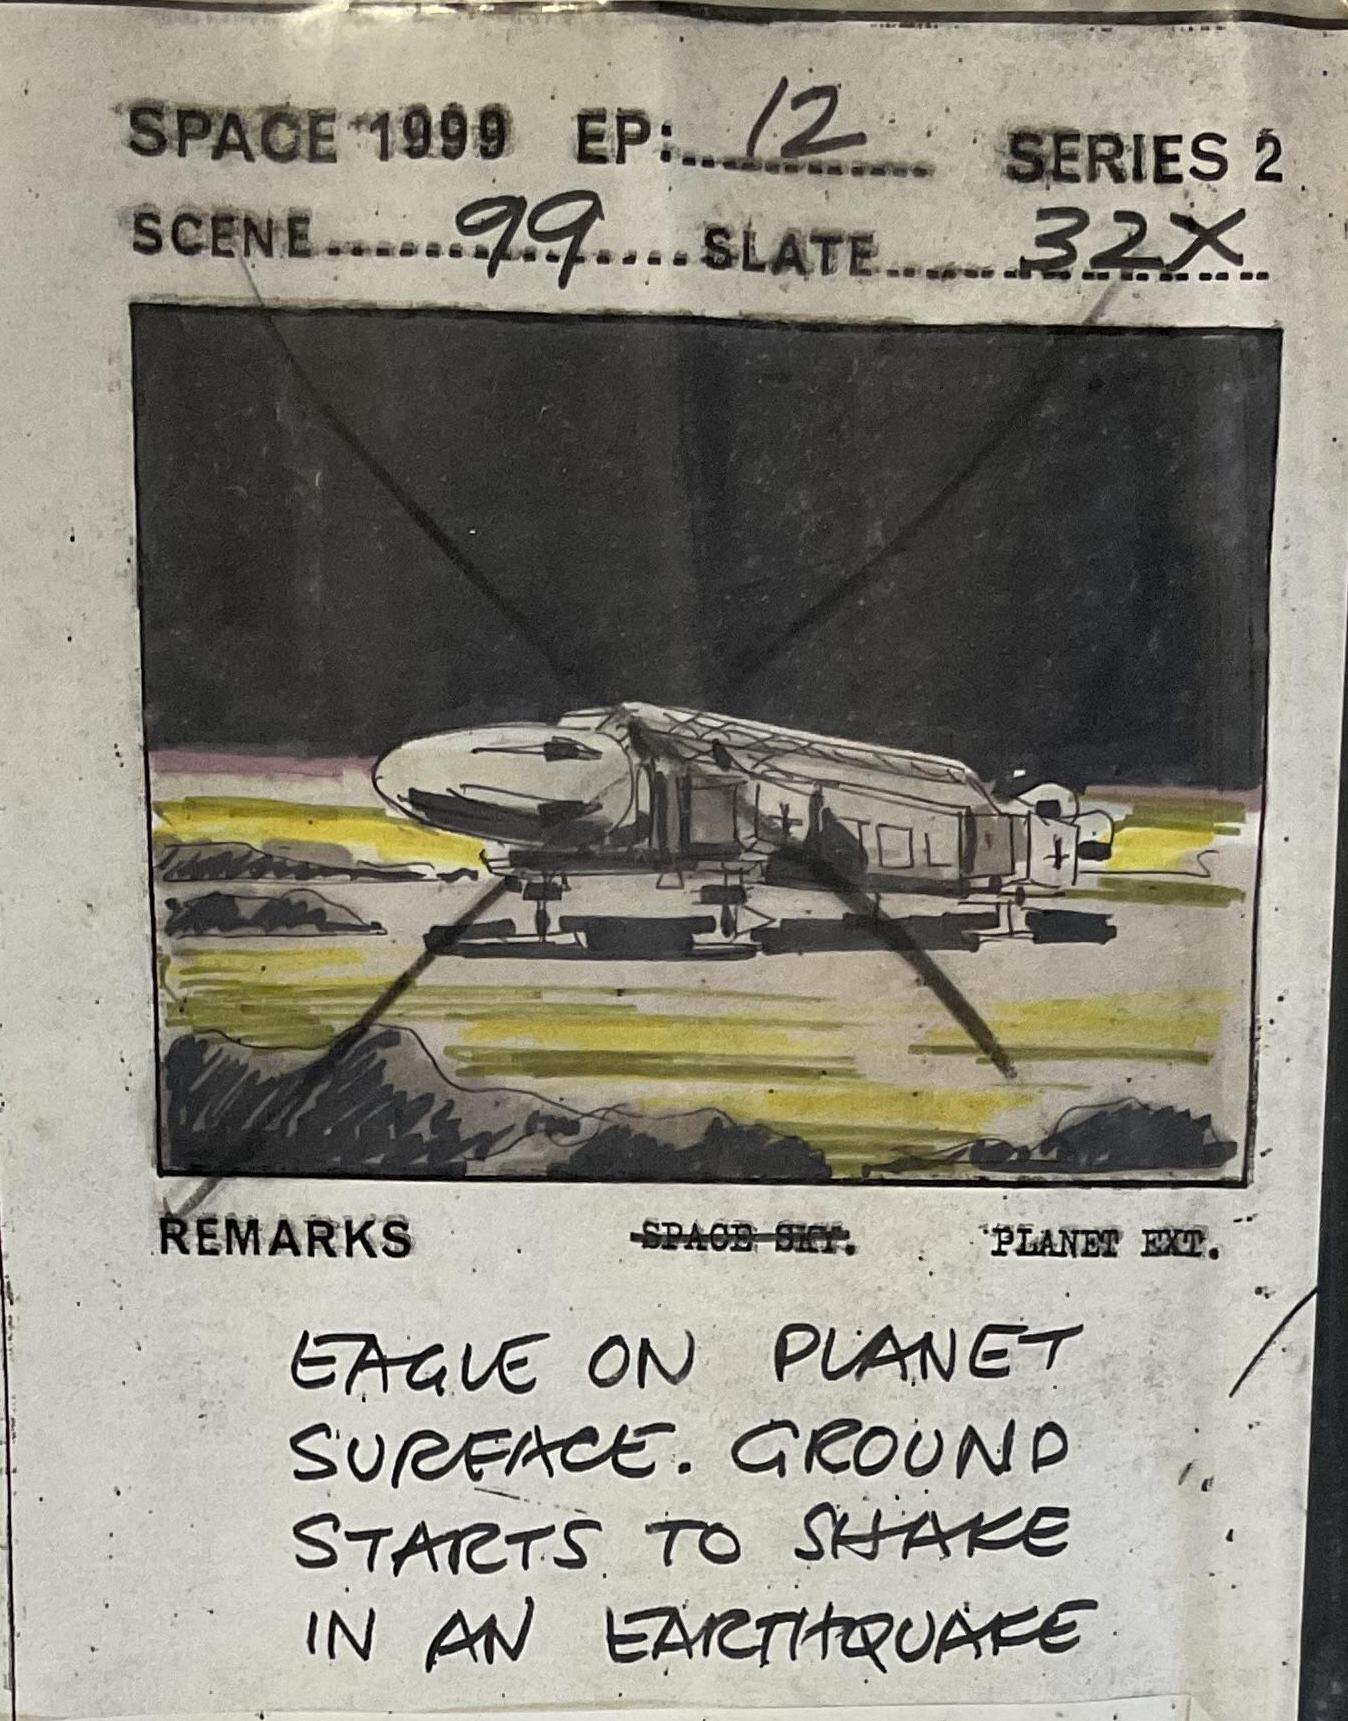 SPACE 1999 EP: 12 SERIES 2
SCENE 99 SLATE 32X
REMARKS SPACE SKY. PLANET EXT.
EAGLE ON PLANET
SURFACE. GROUND
STARTS TO SHAKE
IN AN EARTHQUAKE